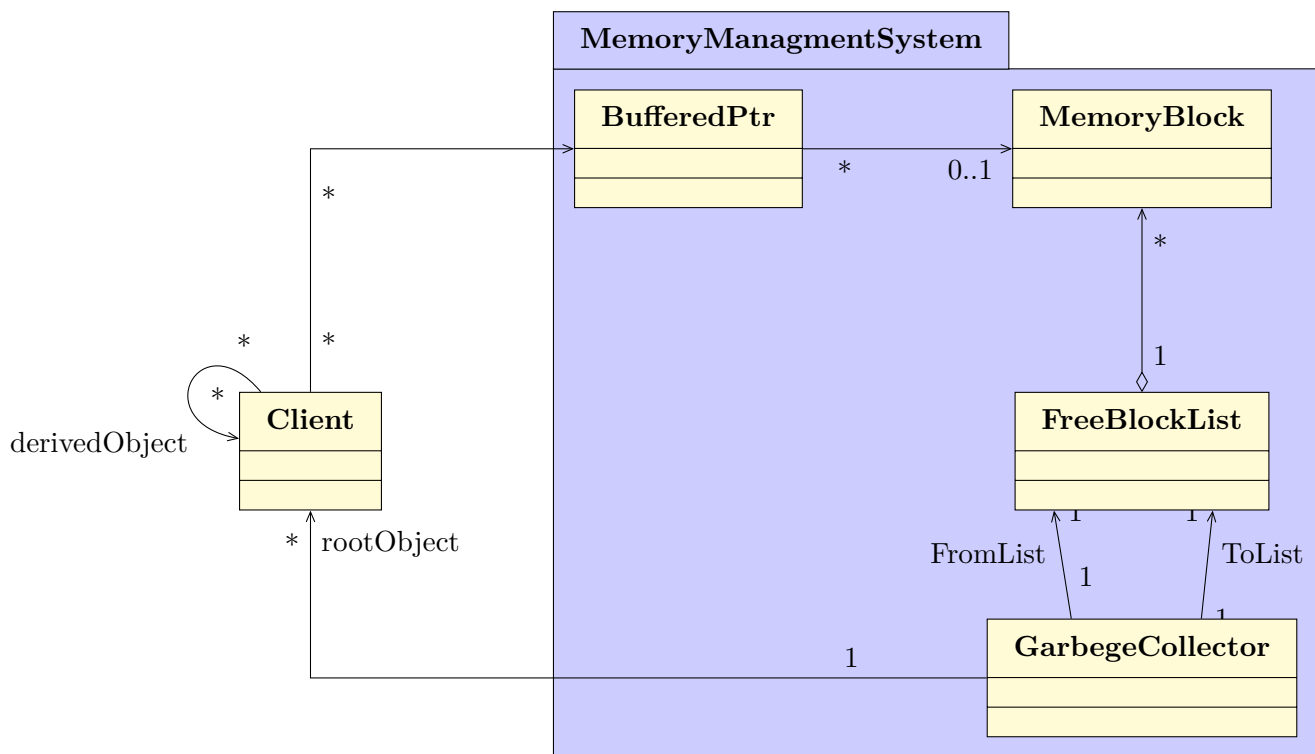 MemoryManagmentSystem
BufferedPtr
MemoryBlock
*
0..1
*
*
*
1
*
*
Client
derivedObject
FreeBlockList
*
rootObject
1
1
FromList
ToList
1
1
GarbegeCollector
1